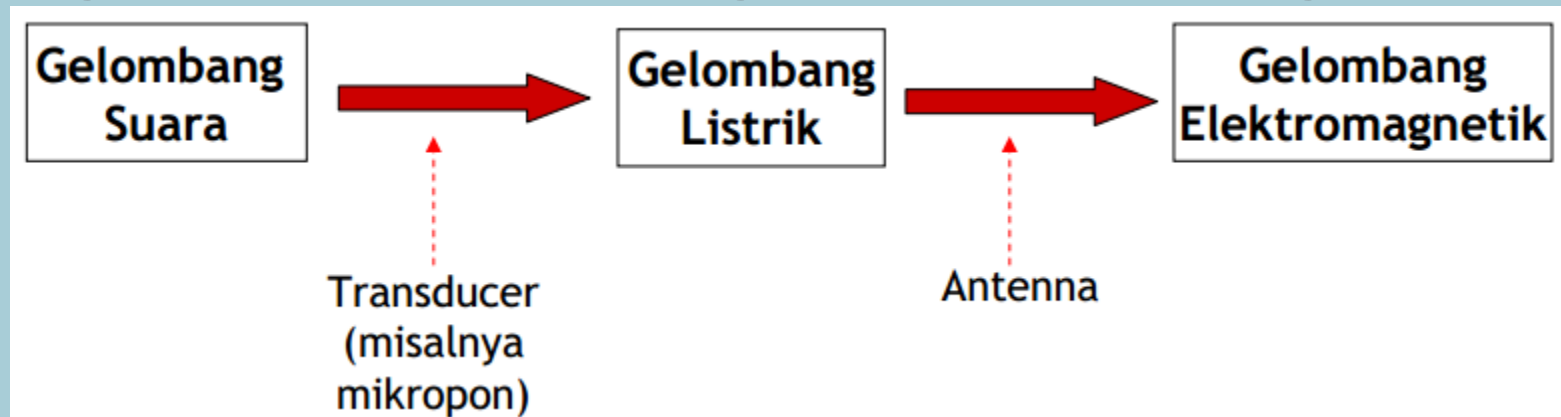 Gelombang
Suara
Gelombang
Listrik
Gelombang
Elektromagnetik
Transducer
(misalnya
mikropon)
Antenna